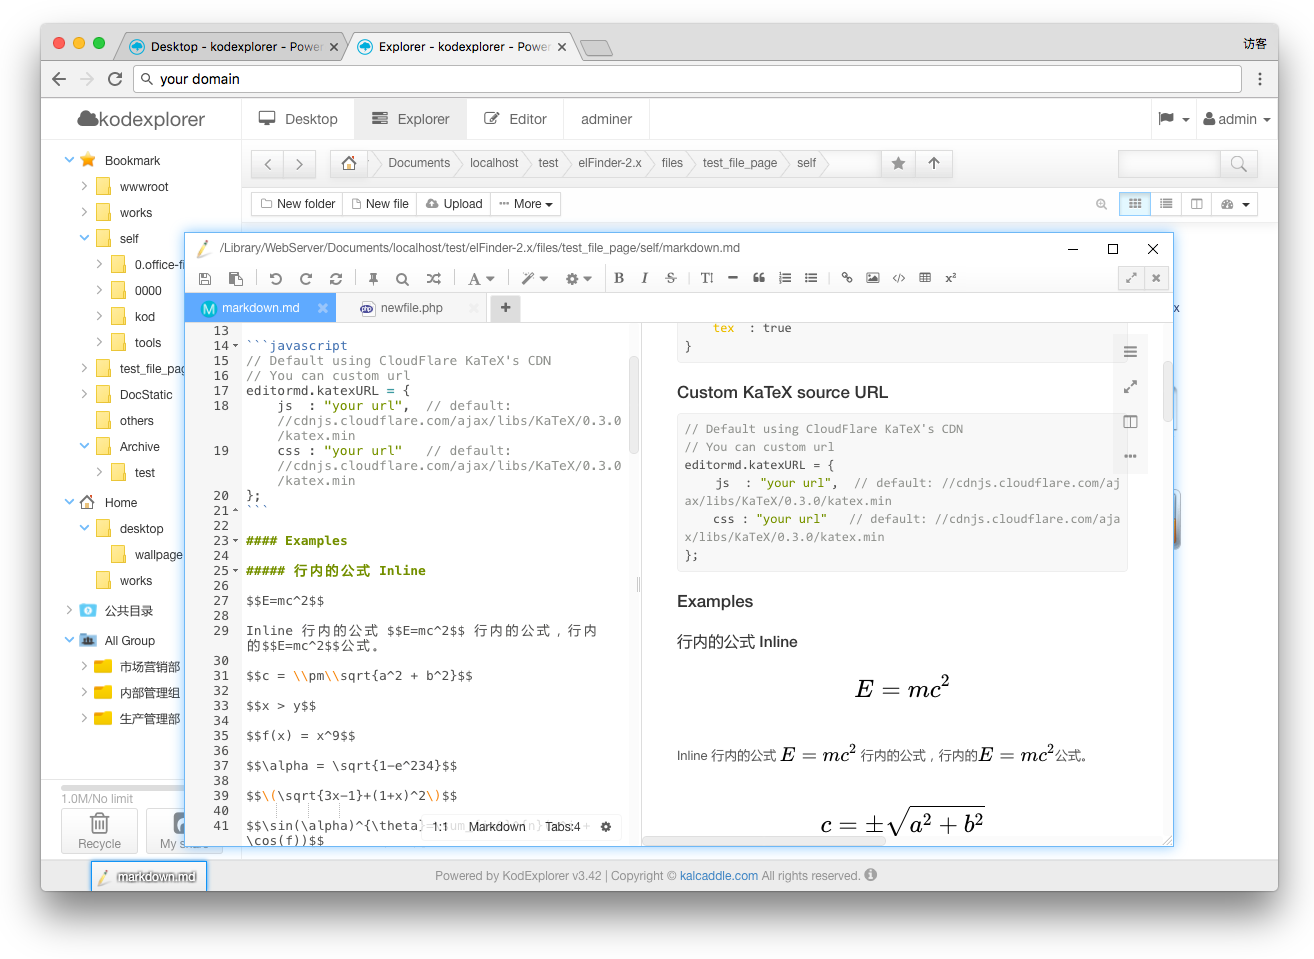 Desktop - kodexplorer - Powe
Explorer - kodexplorer - Powe
访客
your domain
kodexplorer
Desktop
Explorer
Editor
adminer
admin
Documents
localhost
test
elFinder-2.x
files
test_file_page
self
New folder
New file
Upload
More
Bookmark
wwwroot
works
self
0.office-fi
0000
kod
tools
test_file_pag
DocStatic
others
Archive
test
Home
desktop
wallpage
works
公共目录
All Group
市场营销部
内部管理组
生产管理部
1.0M/No limit
Recycle
My share
/Library/WebServer/Documents/localhost/test/elFinder-2.x/files/test_file_page/self/markdown.md
markdown.md
newfile.php
13
14 ```javascript
15 // Default using CloudFlare KaTeX's CDN
16 // You can custom url
17 editormd.katexURL = {
18 js : "your url", // default:
//cdnjs.cloudflare.com/ajax/libs/KaTeX/0.3.0
/katex.min
19 css : "your url" // default:
//cdnjs.cloudflare.com/ajax/libs/KaTeX/0.3.0
/katex.min
20 };
21 ```
22
23 #### Examples
24
25 ##### 行内的公式 Inline
26
27 $$E=mc^2$$
28
29 Inline 行内的公式 $$E=mc^2$$ 行内的公式，行内
的$$E=mc^2$$公式。
30
31 $$c = \\pm\\sqrt{a^2 + b^2}$$
32
33 $$x > y$$
34
35 $$f(x) = x^9$$
36
37 $$\alpha = \sqrt{1-e^234}$$
38
39 $$\(\sqrt{3x-1}+(1+x)^2\)$$
40
41 $$\sin(\alpha)^{\theta}
\cos(f))$$
1:1 Markdown Tabs:4
tex : true
}
Custom KaTeX source URL
// Default using CloudFlare KaTeX's CDN
// You can custom url
editormd.katexURL = {
js : "your url", // default: //cdnjs.cloudflare.com/aj
ax/libs/KaTeX/0.3.0/katex.min
css : "your url" // default: //cdnjs.cloudflare.com/aja
x/libs/KaTeX/0.3.0/katex.min
};
Examples
行内的公式 Inline
E = mc²
Inline 行内的公式 E = mc² 行内的公式，行内的E = mc²公式。
c = ±√a² + b²
markdown.md
Powered by KodExplorer v3.42 | Copyright © kalcaddle.com All rights reserved.